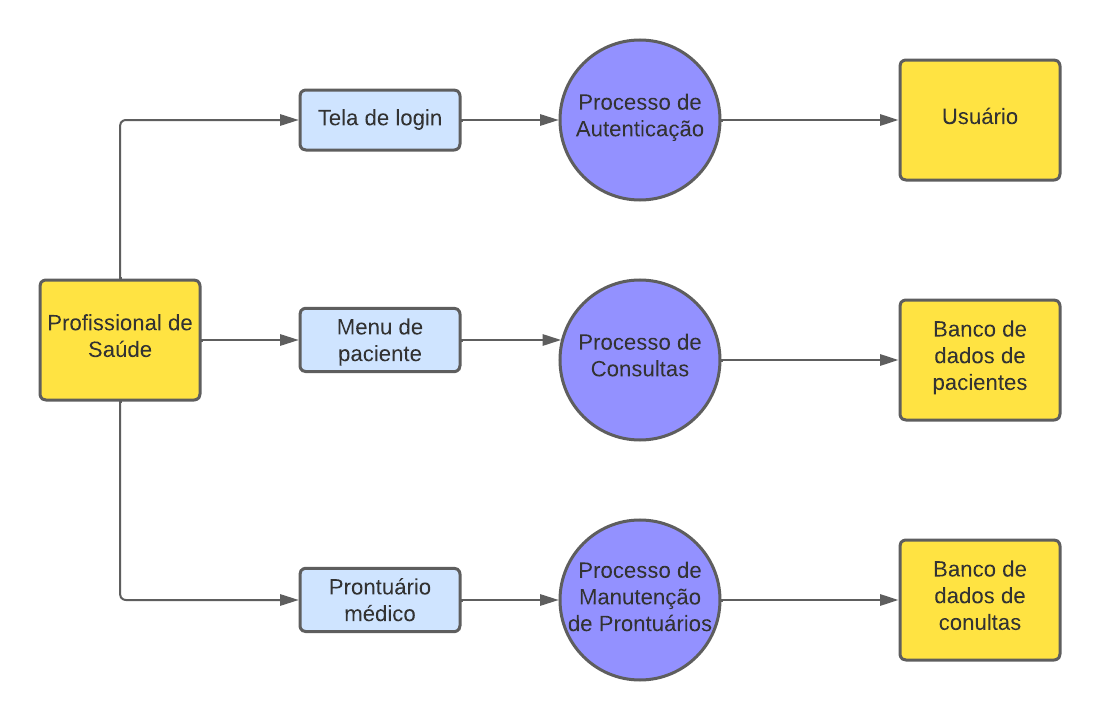 Tela de login
Processo de
Autenticação
Usuário
Profissional de
Saúde
Menu de
paciente
Processo de
Consultas
Banco de
dados de
pacientes
Prontuário
médico
Processo de
Manutenção
de Prontuários
Banco de
dados de
conultas